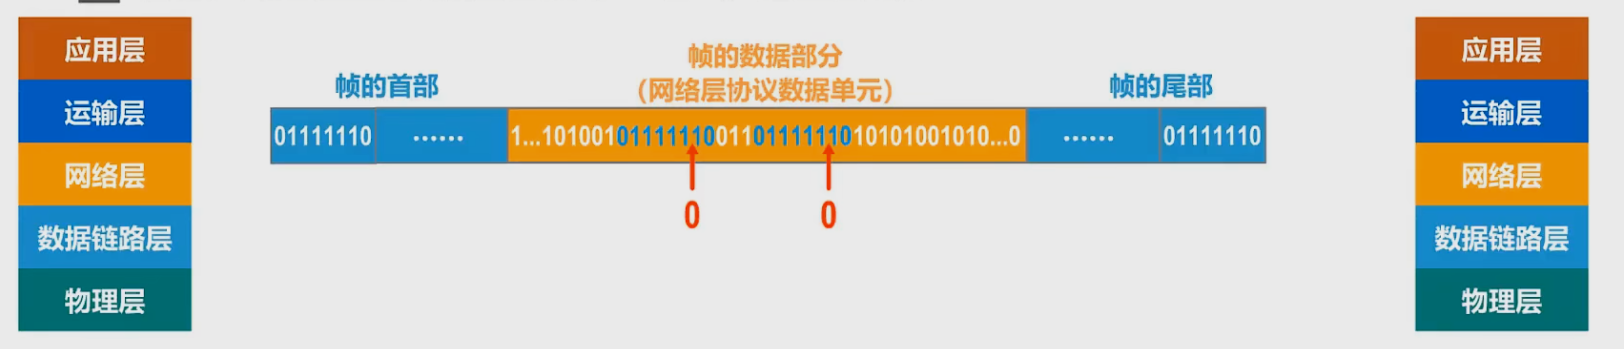 应用层
运输层
网络层
数据链路层
物理层
帧的首部
帧的数据部分
(网络层协议数据单元)
帧的尾部
01111110 ...... 1...10100101111110011011111101010100101 0...0 ...... 01111110
0 0
应用层
运输层
网络层
数据链路层
物理层